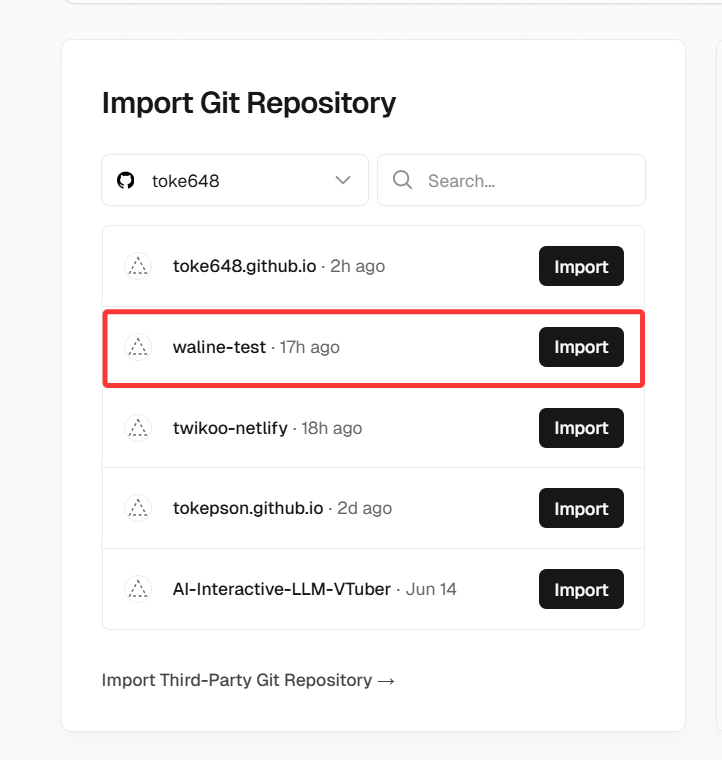 Import Git Repository
toke648
Search...
toke648.github.io · 2h ago
Import
waline-test · 17h ago
Import
twikoo-netlify · 18h ago
Import
tokepson.github.io · 2d ago
Import
AI-Interactive-LLM-VTuber · Jun 14
Import
Import Third-Party Git Repository →